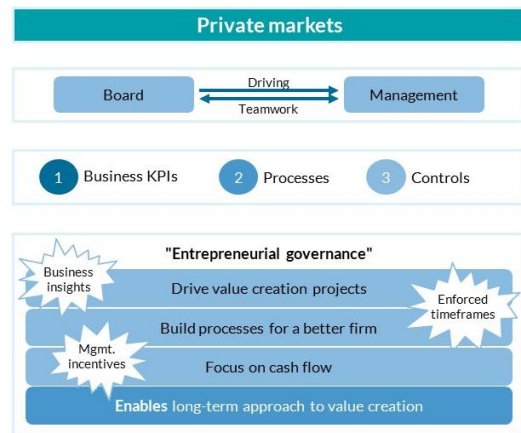 Private markets
Driving
Board
Management
Teamwork
1 Business KPIs
2 Processes
3 Controls
"Entrepreneurial governance"
Business
insights
Drive value creation projects
Enforced
timeframes
Build processes for a better firm
Mgmt.
incentives
Focus on cash flow
Enables long-term approach to value creation